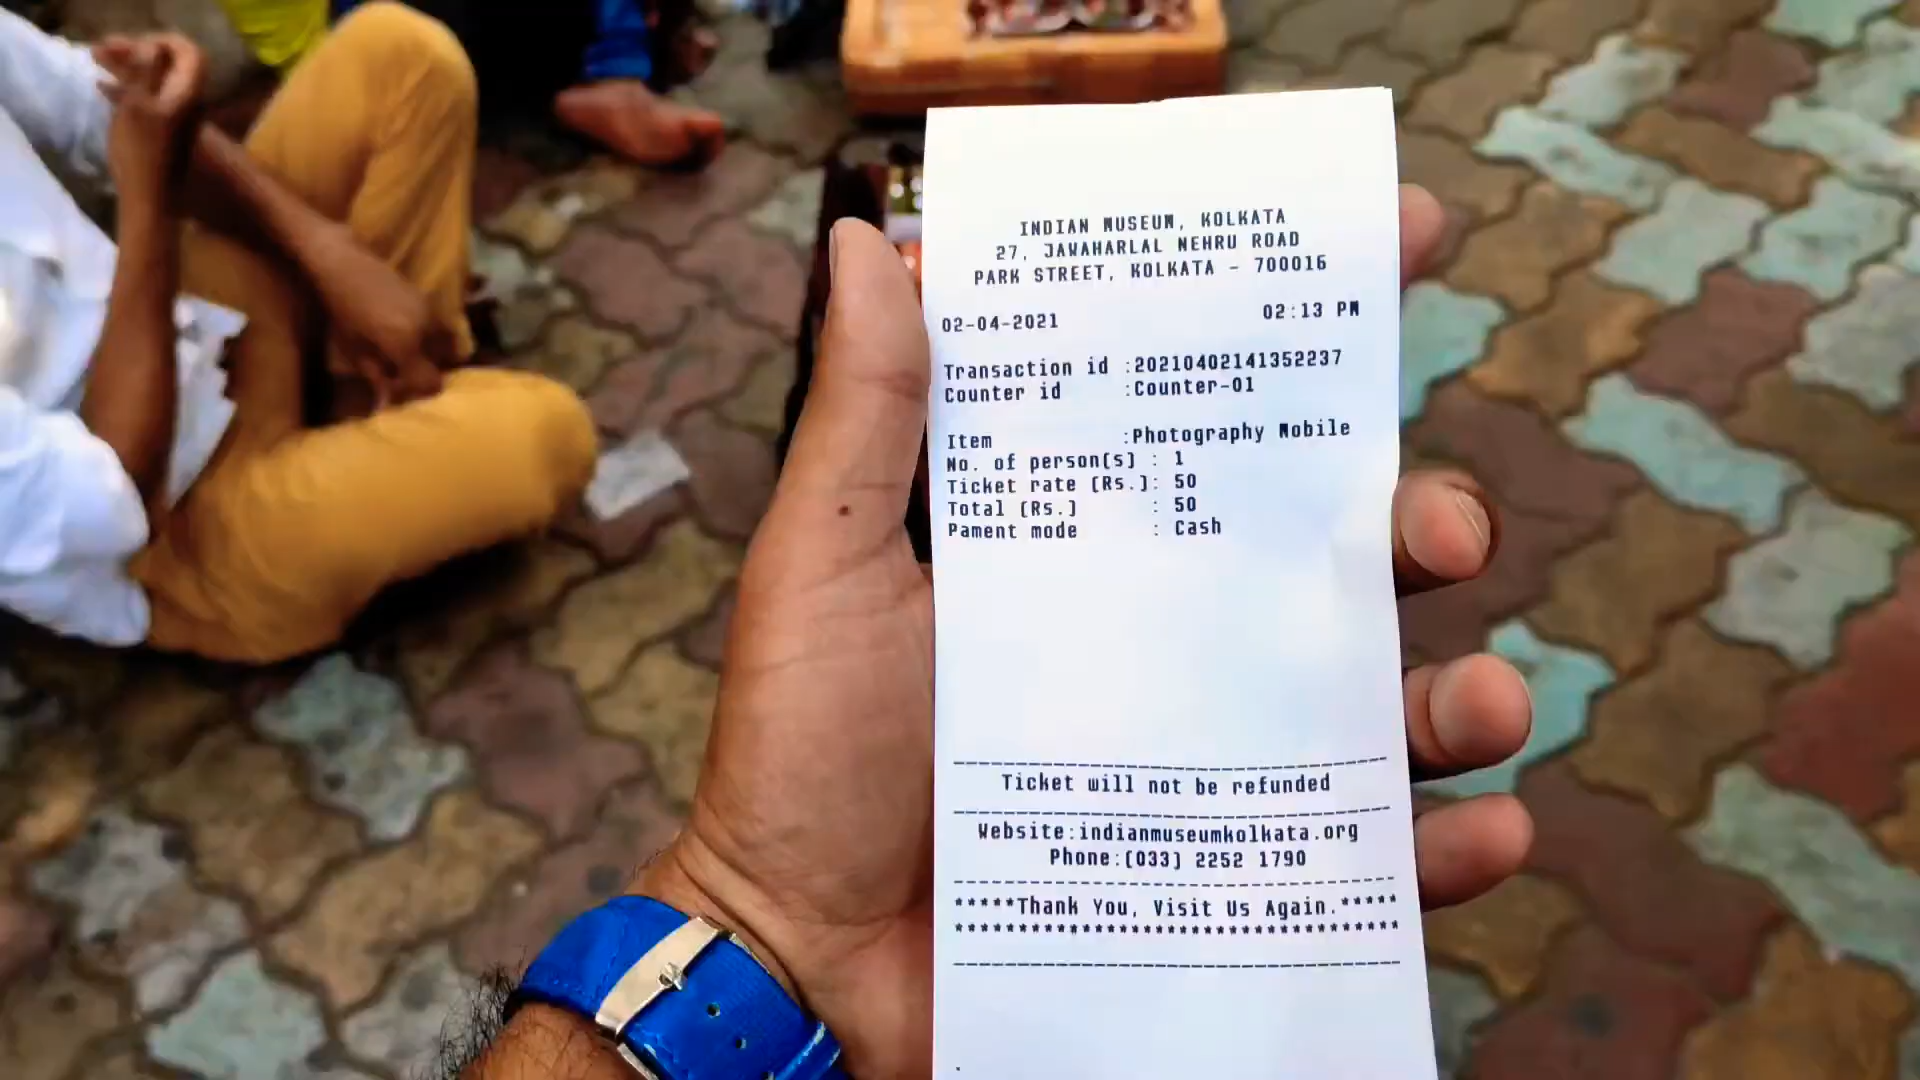 INDIAN MUSEUM, KOLKATA
27, JAWAHARLAL NEHRU ROAD
PARK STREET, KOLKATA - 700016
02-04-2021 02:13 PM
Transaction id :20210402141352237
Counter id :Counter-01
Item :Photography Mobile
No. of person(s) : 1
Ticket rate (Rs.): 50
Total (Rs.) : 50
Pament mode : Cash
Ticket will not be refunded
Website:indianmuseumkolkata.org
Phone:(033) 2252 1790
*****Thank You, Visit Us Again.*****
**********************************